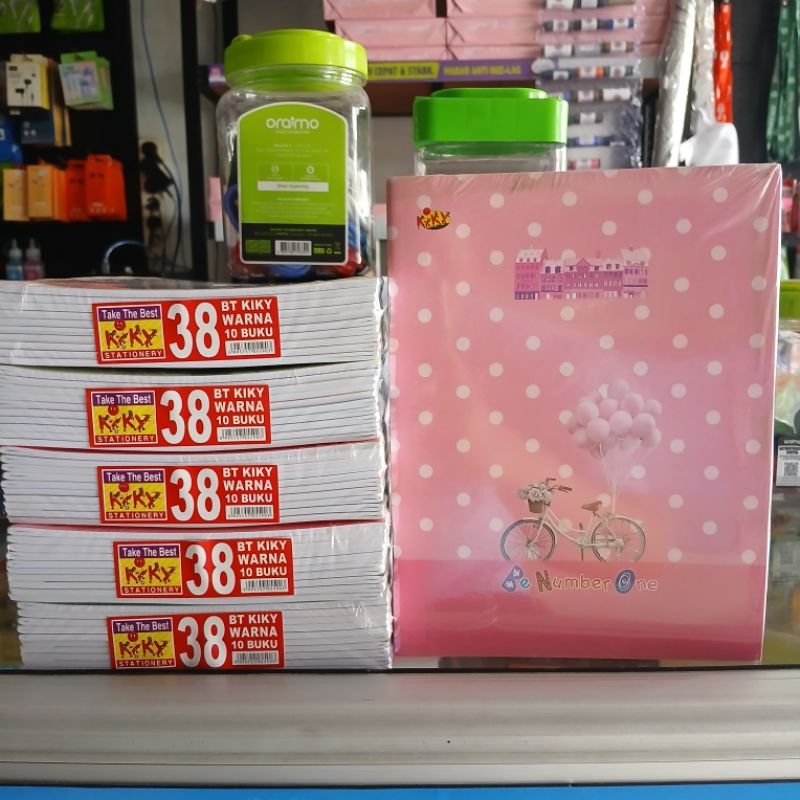 oraimo
CEPAT & STABIL
KiKY
Take The Best
KiKY
STATIONERY
38
BT KIKY
WARNA
10 BUKU
Take The Best
KiKY
STATIONERY
38
BT KIKY
WARNA
10 BUKU
Take The Best
KiKY
STATIONERY
38
BT KIKY
WARNA
10 BUKU
Take The Best
KiKY
STATIONERY
38
BT KIKY
WARNA
10 BUKU
Take The Best
KiKY
STATIONERY
38
BT KIKY
WARNA
10 BUKU
Be Number One